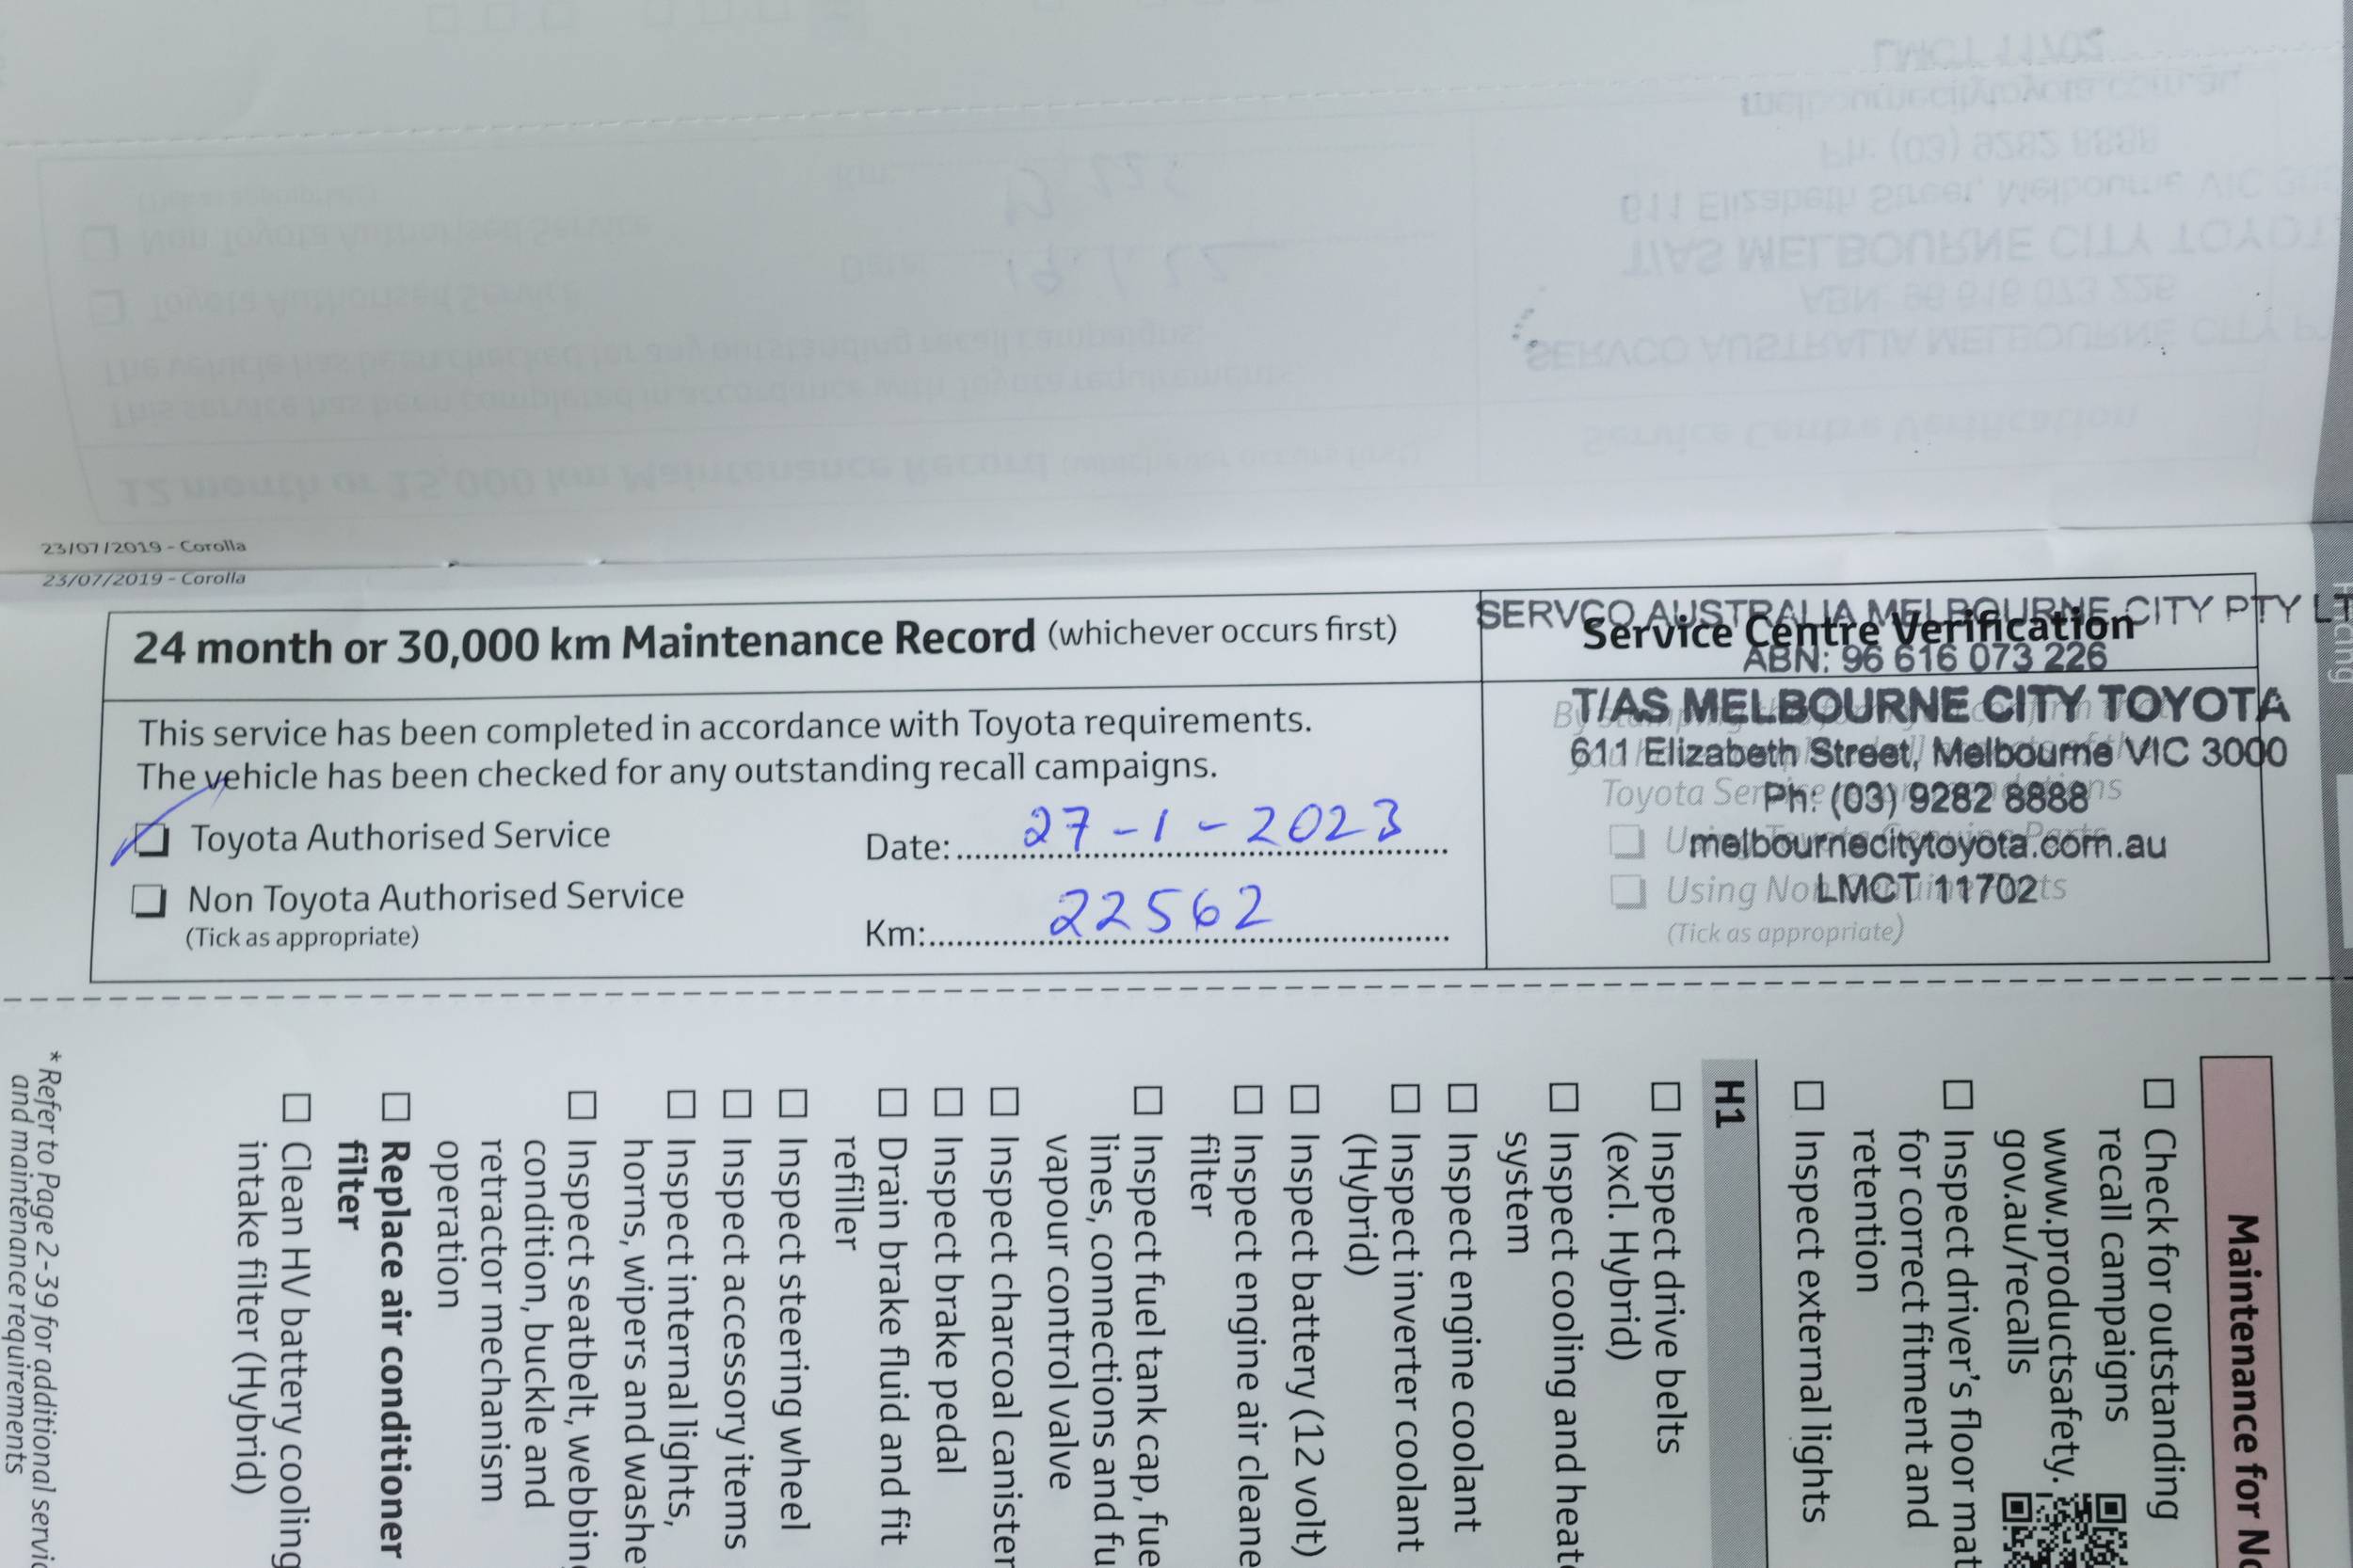 23/07/2019 - Corolla
23/07/2019 - Corolla
24 month or 30,000 km Maintenance Record (whichever occurs first)
This service has been completed in accordance with Toyota requirements.
The vehicle has been checked for any outstanding recall campaigns.
Toyota Authorised Service
Non Toyota Authorised Service
(Tick as appropriate)
Date: 27-1-2023
Km: 22562
Service Centre Verification
SERVCO AUSTRALIA MELBOURNE CITY PTY LT
ABN: 96 616 073 226
T/AS MELBOURNE CITY TOYOTA
611 Elizabeth Street, Melbourne VIC 3000
Ph: (03) 9282 8888
melbournecitytoyota.com.au
LMCT 11702
Using Non Genuine Parts
(Tick as appropriate)
Maintenance for
Check for outstanding
recall campaigns
www.productsafety.
gov.au/recalls
Inspect driver's floor mat
for correct fitment and
retention
Inspect external lights
H1
Inspect drive belts
(excl. Hybrid)
Inspect cooling and heat
system
Inspect engine coolant
Inspect inverter coolant
(Hybrid)
Inspect battery (12 volt)
Inspect engine air cleane
filter
Inspect fuel tank cap, fue
lines, connections and fu
vapour control valve
Inspect charcoal canister
Inspect brake pedal
Drain brake fluid and fit
refiller
Inspect steering wheel
Inspect accessory items
Inspect internal lights,
horns, wipers and washe
Inspect seatbelt, webbin
condition, buckle and
retractor mechanism
operation
Replace air conditioner
filter
Clean HV battery cooling
intake filter (Hybrid)
* Refer to Page 2-39 for additional servi
and maintenance requirements